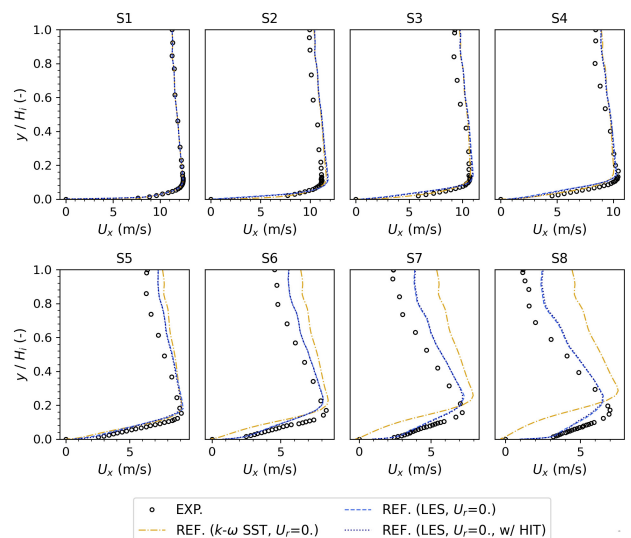 S1 S2 S3 S4
1.0
0.8
0.6
0.4
0.2
0.0
y / H_i (-)
0 5 10 0 5 10 0 5 10 0 5 10
U_x (m/s) U_x (m/s) U_x (m/s) U_x (m/s)
S5 S6 S7 S8
1.0
0.8
0.6
0.4
0.2
0.0
y / H_i (-)
0 5 0 5 0 5 0 5
U_x (m/s) U_x (m/s) U_x (m/s) U_x (m/s)
EXP. REF. (LES, U_r=0.)
REF. (k-ω SST, U_r=0.) REF. (LES, U_r=0., w/ HIT)